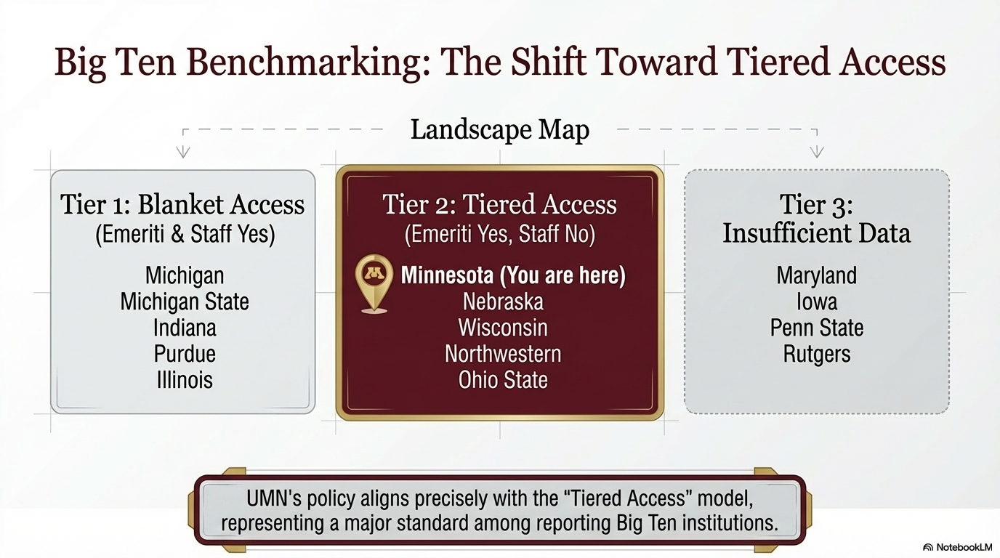 Big Ten Benchmarking: The Shift Toward Tiered Access
Landscape Map
Tier 1: Blanket Access
(Emeriti & Staff Yes)
Michigan
Michigan State
Indiana
Purdue
Illinois
Tier 2: Tiered Access
(Emeriti Yes, Staff No)
M
Minnesota (You are here)
Nebraska
Wisconsin
Northwestern
Ohio State
Tier 3:
Insufficient Data
Maryland
Iowa
Penn State
Rutgers
UMN's policy aligns precisely with the “Tiered Access” model,
representing a major standard among reporting Big Ten institutions.
NotebookLM